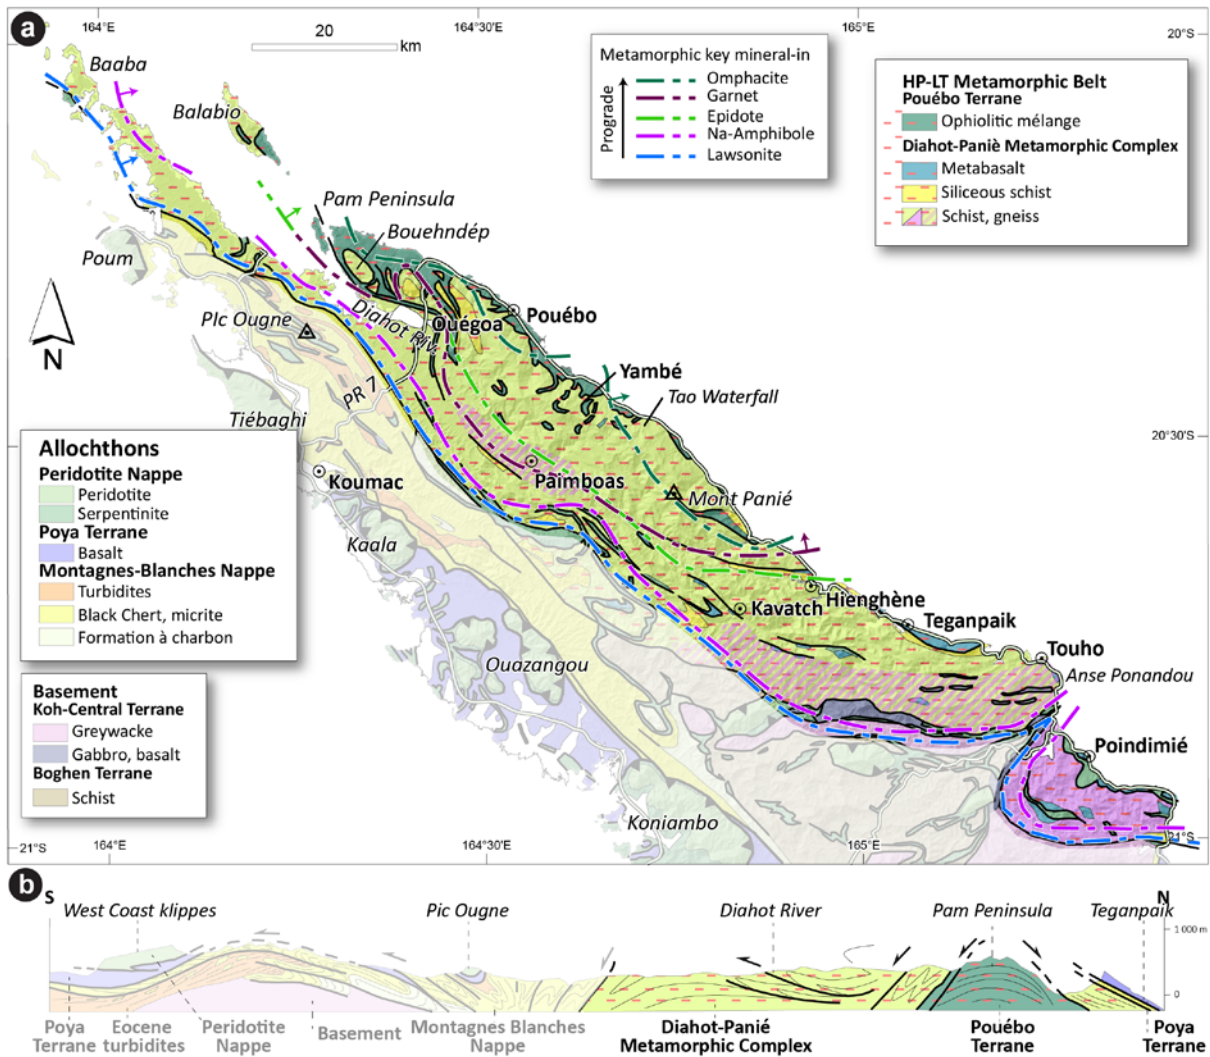 a
164°E
164°30'E
165°E
20°S
20
km
Baaba
Balabio
Metamorphic key mineral-in
Prograde
Omphacite
Garnet
Epidote
Na-Amphibole
Lawsonite
HP-LT Metamorphic Belt
Pouébo Terrane
Ophiolitic mélange
Diahot-Paniè Metamorphic Complex
Metabasalt
Siliceous schist
Schist, gneiss
Pam Peninsula
Bouehndép
Poum
N
PIc Ougne
Diahot Riv.
Ouégoa
Pouébo
PR 7
Yambé
Tao Waterfall
Tiébaghi
20°30'S
Paimboas
Koumac
Mont Panié
Kaala
Allochthons
Peridotite Nappe
Peridotite
Serpentinite
Poya Terrane
Basalt
Montagnes-Blanches Nappe
Turbidites
Black Chert, micrite
Formation à charbon
Kavatch
Hienghène
Teganpaik
Touho
Anse Ponandou
Ouazangou
Basement
Koh-Central Terrane
Greywacke
Gabbro, basalt
Boghen Terrane
Schist
Poindimié
Koniambo
21°S
164°E
164°30'E
165°E
21°S
b
S
N
West Coast klippes
Pic Ougne
Diahot River
Pam Peninsula
Teganpaik
1 000 m
0
Poya
Terrane
Eocene
turbidites
Peridotite
Nappe
Basement
Montagnes Blanches
Nappe
Diahot-Panié
Metamorphic Complex
Pouébo
Terrane
Poya
Terrane